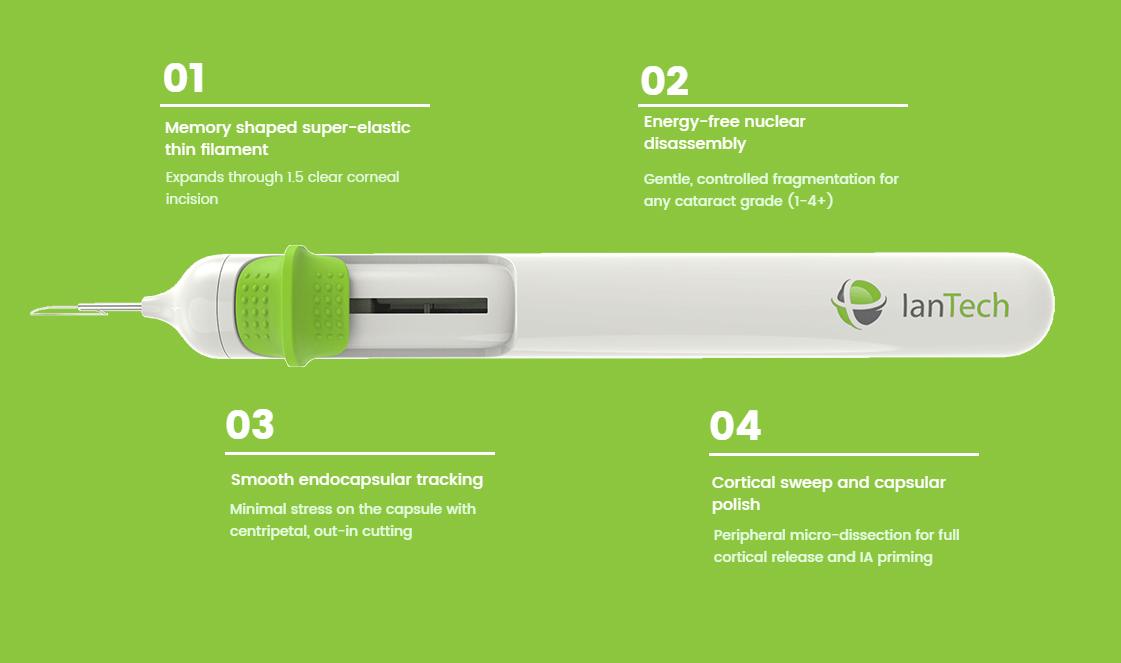 01
Memory shaped super-elastic
thin filament
Expands through 1.5 clear corneal
incision
02
Energy-free nuclear
disassembly
Gentle, controlled fragmentation for
any cataract grade (1-4+)
IanTech
03
Smooth endocapsular tracking
Minimal stress on the capsule with
centripetal, out-in cutting
04
Cortical sweep and capsular
polish
Peripheral micro-dissection for full
cortical release and IA priming